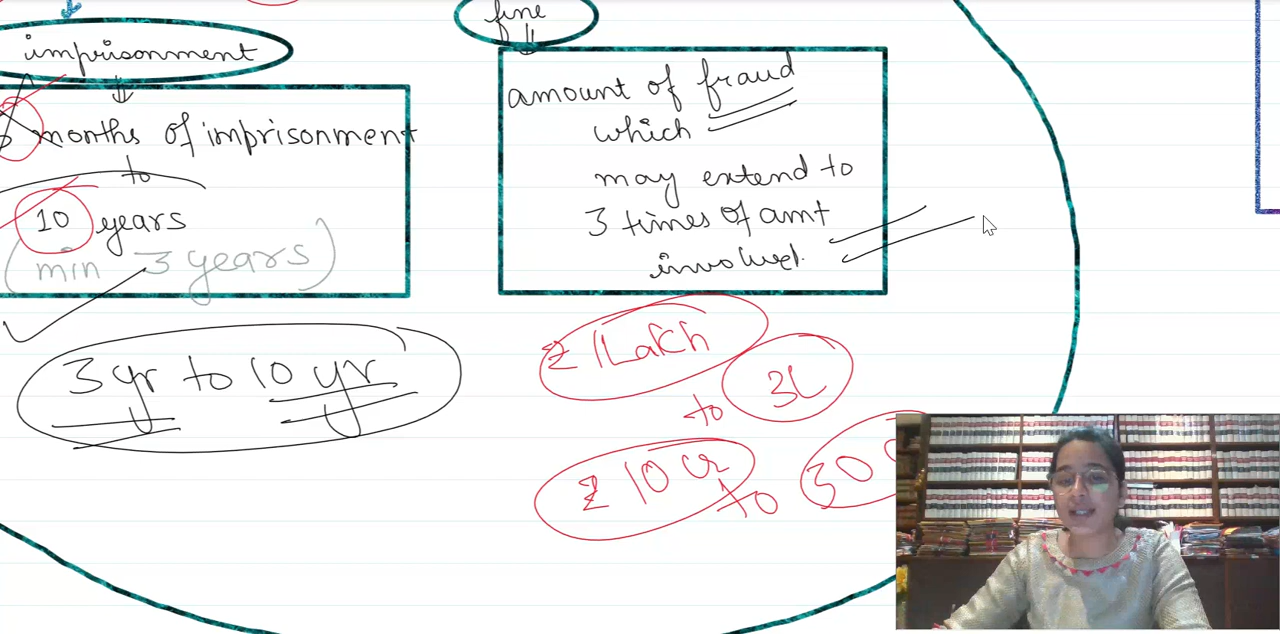 imprisonment
months of imprisonment
to
10 years
(min 3 years)
3 yr to 10 yr
fine
amount of fraud
which
may extend to
3 times of amt
involved.
₹ 1 Lakh
to 3L
₹ 10 cr
to 30